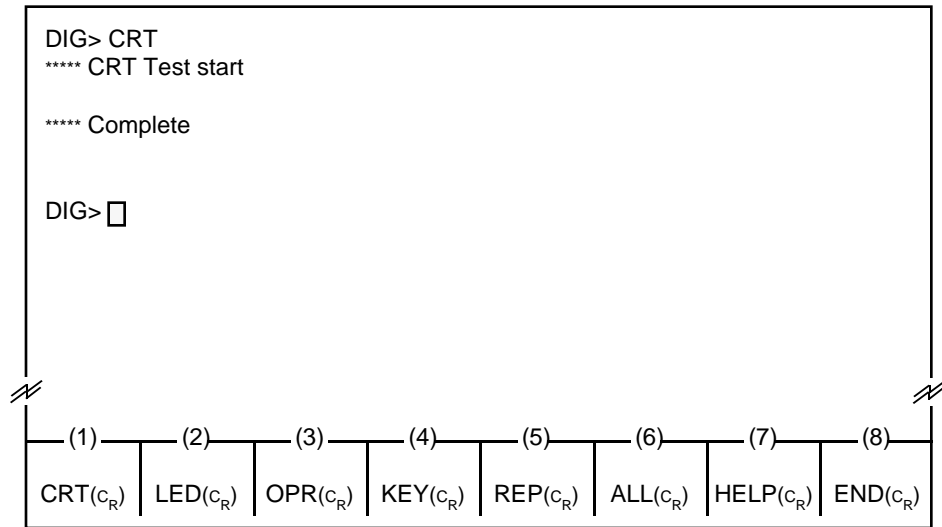 DIG> CRT
***** CRT Test start
***** Complete
DIG>
(1) (2) (3) (4) (5) (6) (7) (8)
CRT(CR) LED(CR) OPR(CR) KEY(CR) REP(CR) ALL(CR) HELP(CR) END(CR)